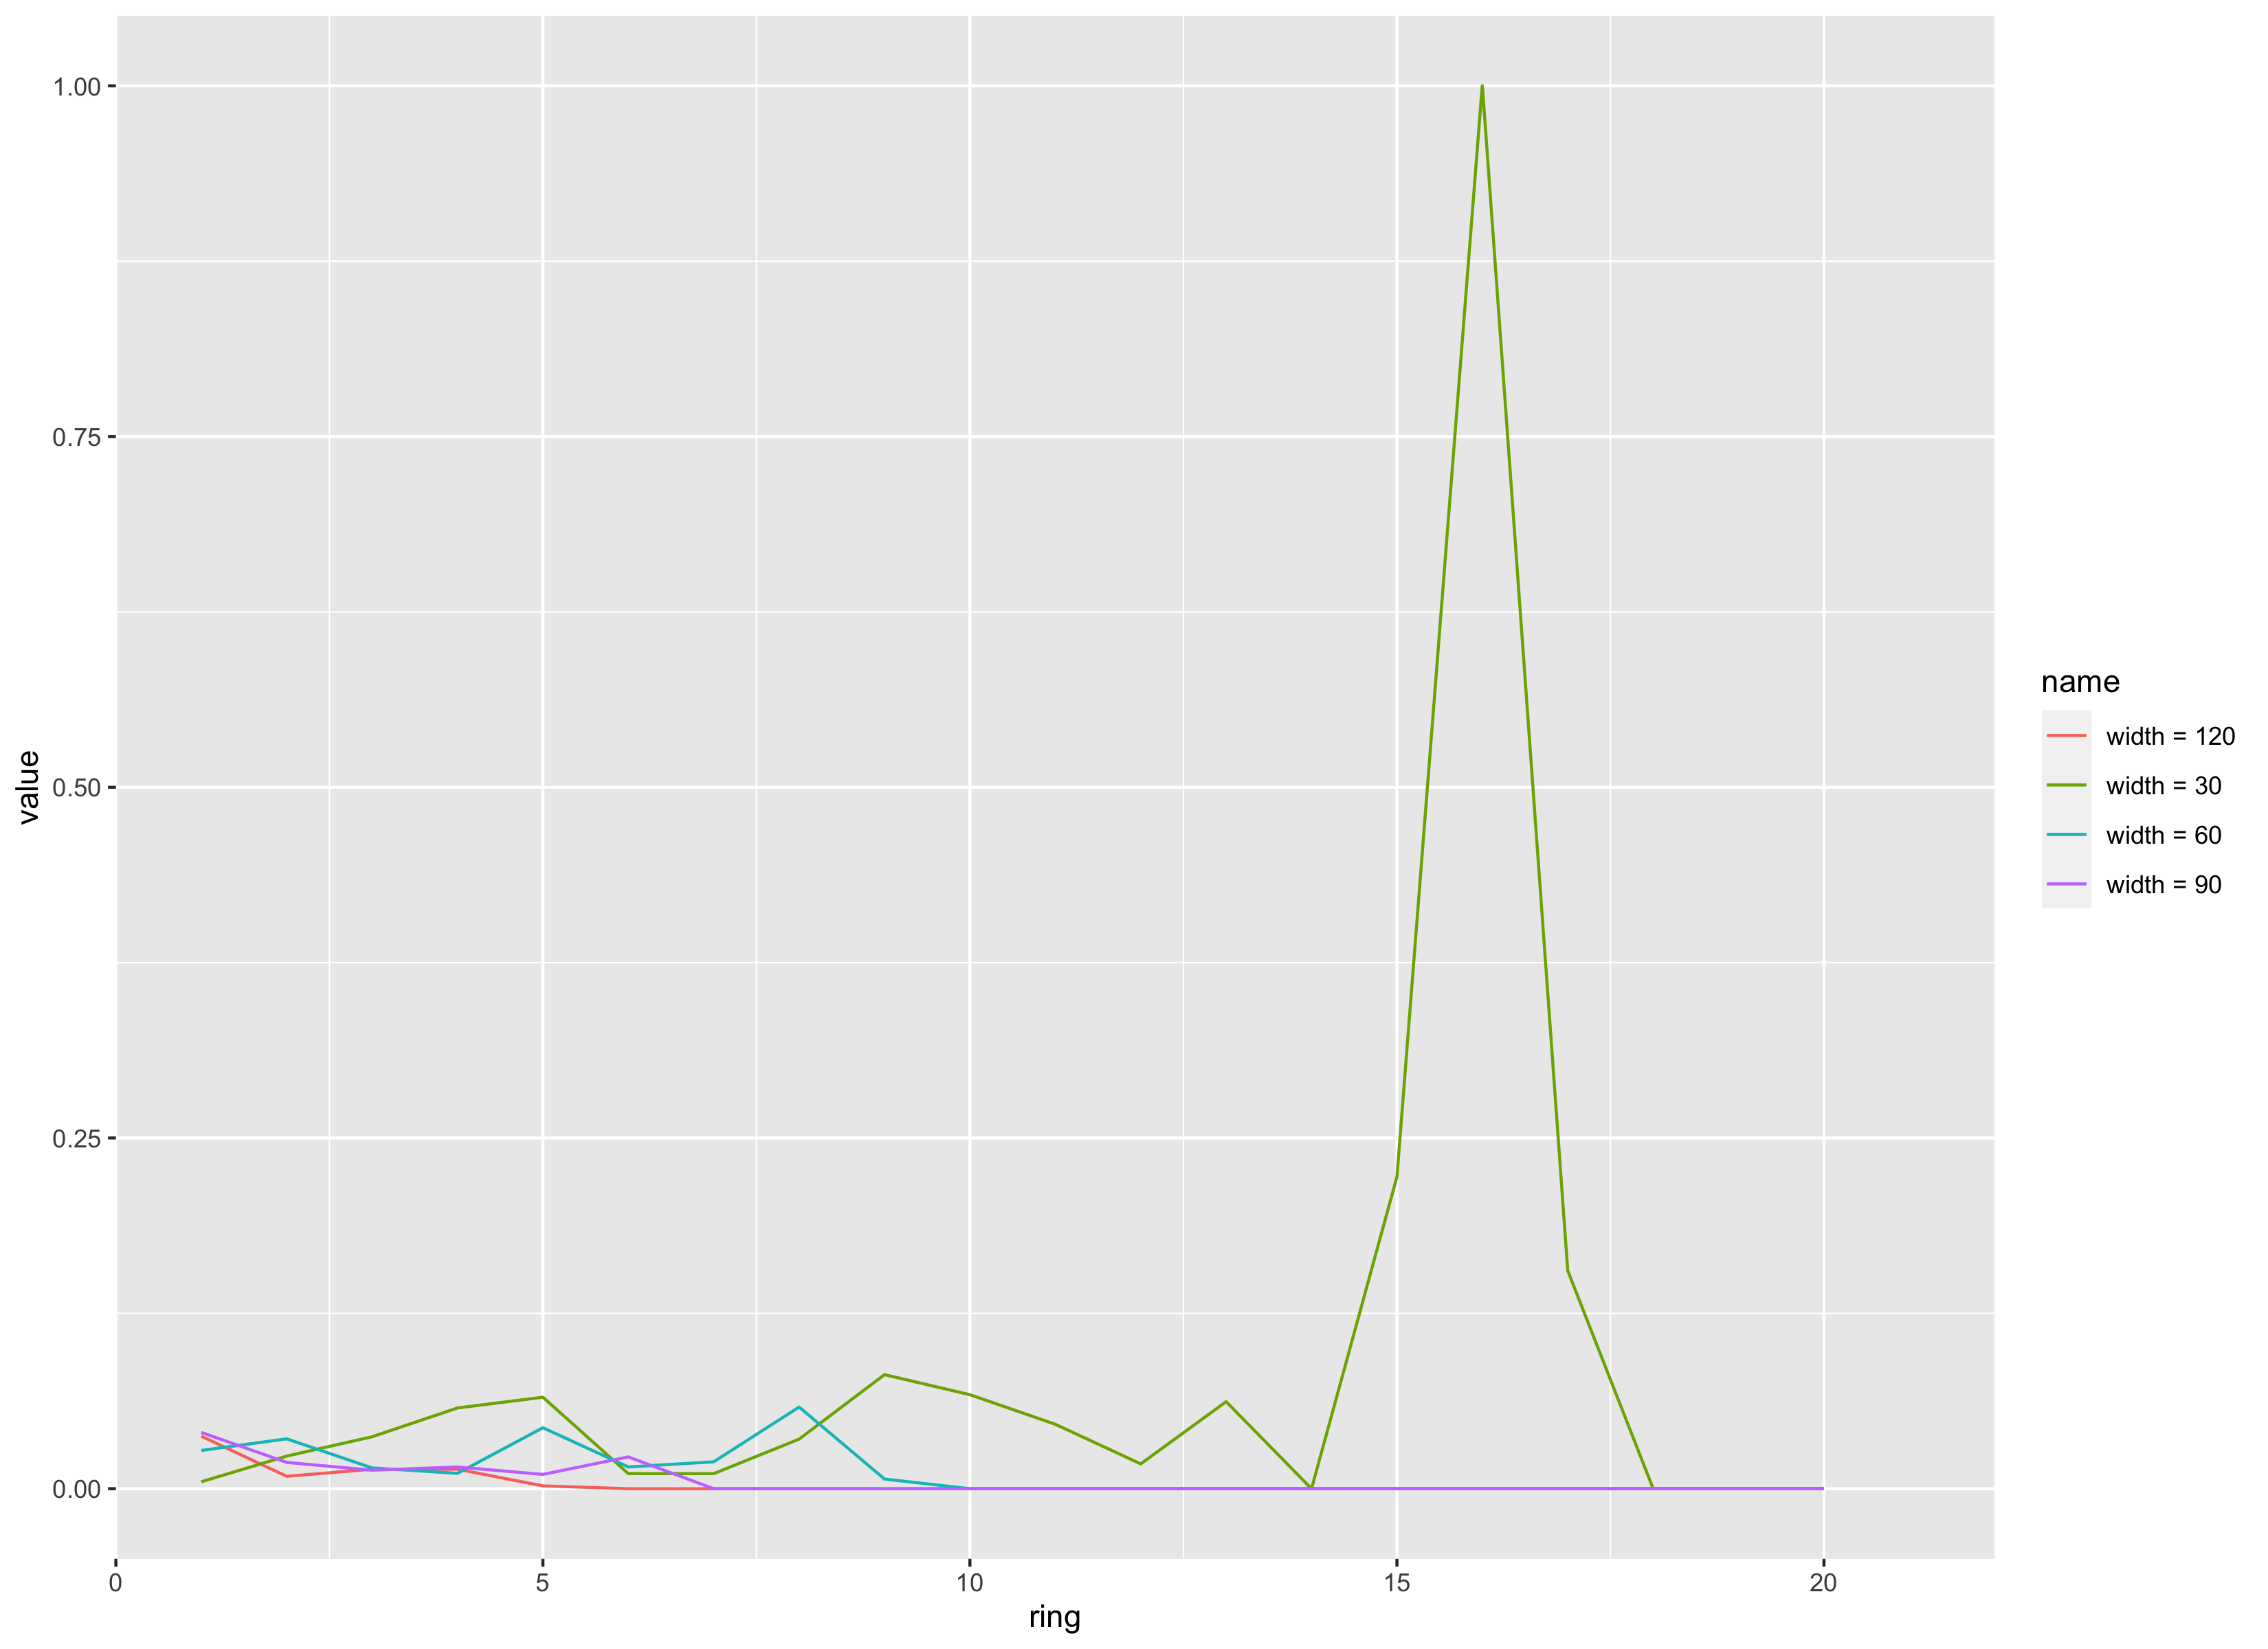 value
1.00
0.75
0.50
0.25
0.00
0 5 10 15 20
ring
name
width = 120
width = 30
width = 60
width = 90